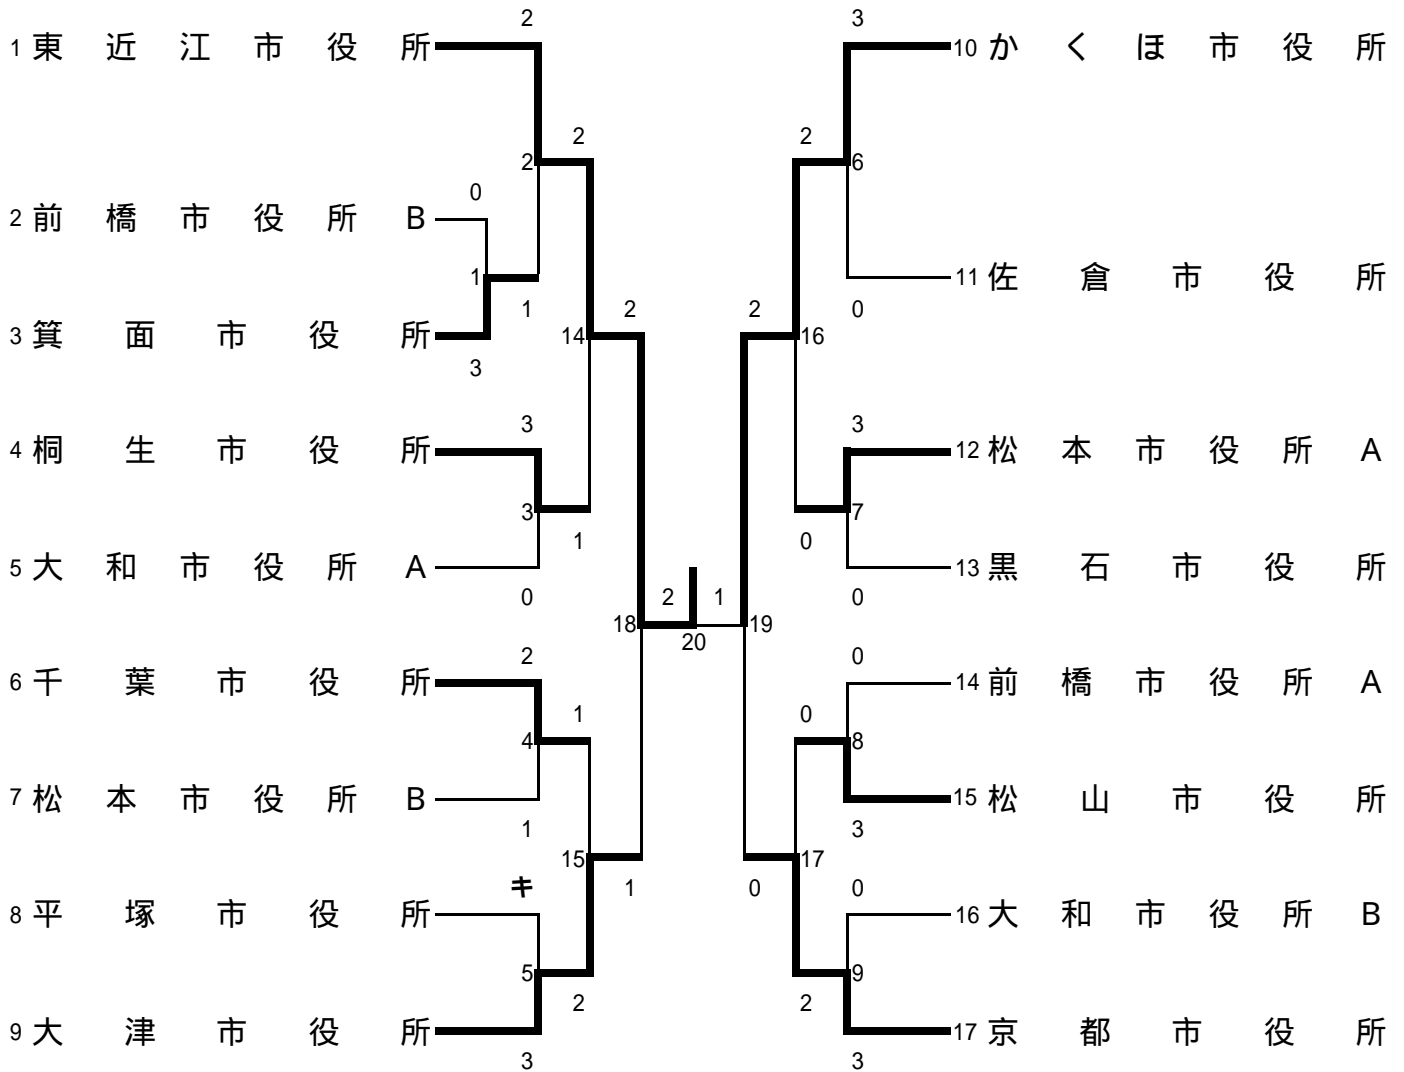 2
1 東近江市役所
2
2
0
2 前橋市役所B
1
1
3 箕面市役所
3
14
2
3
4 桐生市役所
3
1
5 大和市役所A
0
18
2
20
2
6 千葉市役所
1
4
7 松本市役所B
1
15
1
キ
8 平塚市役所
5
2
9 大津市役所
3
3
10 かくほ市役所
2
6
11 佐倉市役所
0
2
16
3
12 松本市役所A
7
0
13 黒石市役所
0
1
19
0
14 前橋市役所A
0
8
15 松山市役所
3
17
0
0
16 大和市役所B
9
2
17 京都市役所
3